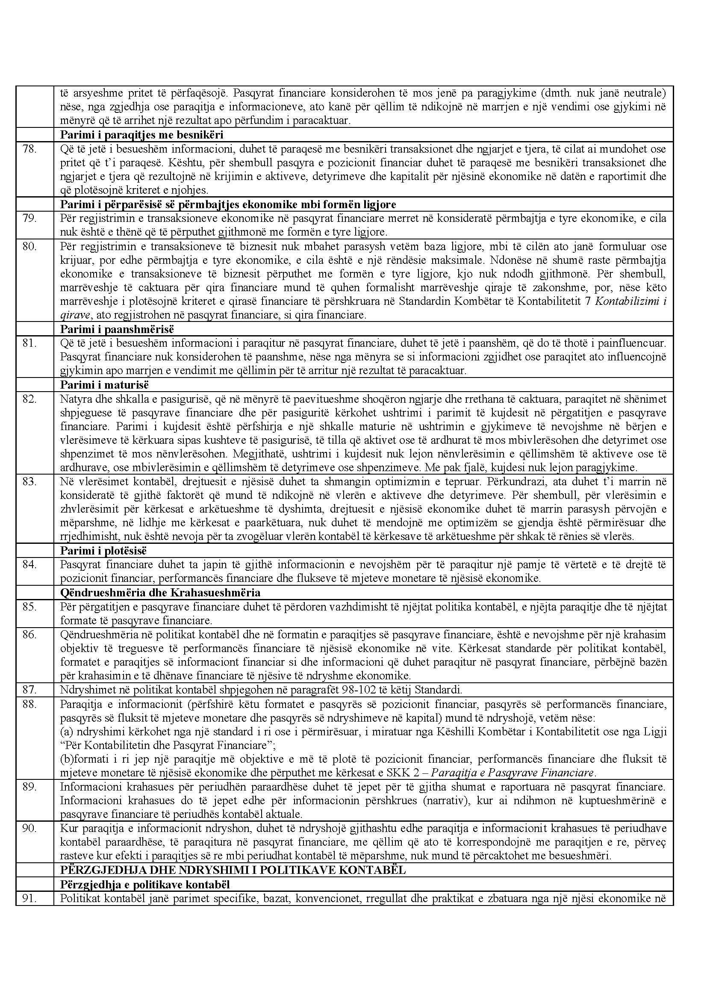 të arsyeshme pritet të përfaqësojë. Pasqyrat financiare konsiderohen të mos jenë pa paragjykime (dmth. nuk janë neutrale)
nëse, nga zgjedhja ose paraqitja e informacioneve, ato kanë për qëllim të ndikojnë në marrjen e një vendimi ose gjykimi në
mënyrë që të arrihet një rezultat apo përfundim i paracaktuar.
Parimi i paraqitjes me besnikëri
78. Që të jetë i besueshëm informacioni, duhet të paraqesë me besnikëri transaksionet dhe ngjarjet e tjera, të cilat ai mundohet ose
pritet që t’i paraqesë. Kështu, për shembull pasqyra e pozicionit financiar duhet të paraqesë me besnikëri transaksionet dhe
ngjarjet e tjera që rezultojnë në krijimin e aktiveve, detyrimeve dhe kapitalit për njësinë ekonomike në datën e raportimit dhe
që plotësojnë kriteret e njohjes.
Parimi i përparësisë së përmbajtjes ekonomike mbi formën ligjore
79. Për regjistrimin e transaksioneve ekonomike në pasqyrat financiare merret në konsideratë përmbajtja e tyre ekonomike, e cila
nuk është e thënë që të përputhet gjithmonë me formën e tyre ligjore.
80. Për regjistrimin e transaksioneve të biznesit nuk mbahet parasysh vetëm baza ligjore, mbi të cilën ato janë formuluar ose
krijuar, por edhe përmbajtja e tyre ekonomike, e cila është e një rëndësie maksimale. Ndonëse në shumë raste përmbajtja
ekonomike e transaksioneve të biznesit përputhet me formën e tyre ligjore, kjo nuk ndodh gjithmonë. Për shembull,
marrëveshje të caktuara për qira financiare mund të quhen formalisht marrëveshje qiraje të zakonshme, por, nëse këto
marrëveshje i plotësojnë kriteret e qirasë financiare të përshkruara në Standardin Kombëtar të Kontabilitetit 7 Kontabilizimi i
qirave, ato regjistrohen në pasqyrat financiare, si qira financiare.
Parimi i paanshmërisë
81. Që të jetë i besueshëm informacioni i paraqitur në pasqyrat financiare, duhet të jetë i paanshëm, që do të thotë i painfluencuar.
Pasqyrat financiare nuk konsiderohen të paanshme, nëse nga mënyra se si informacioni zgjidhet ose paraqitet ato influencojnë
gjykimin apo marrjen e vendimit me qëllimin për të arritur një rezultat të paracaktuar.
Parimi i maturisë
82. Natyra dhe shkalla e pasigurisë, që në mënyrë të paevitueshme shoqëron ngjarje dhe rrethana të caktuara, paraqitet në shënimet
shpjeguese të pasqyrave financiare dhe për pasiguritë kërkohet ushtrimi i parimit të kujdesit në përgatitjen e pasqyrave
financiare. Parimi i kujdesit është përfshirja e një shkalle maturie në ushtrimin e gjykimeve të nevojshme në bërjen e
vlerësimeve të kërkuara sipas kushteve të pasigurisë, të tilla që aktivet ose të ardhurat të mos mbivlerësohen dhe detyrimet ose
shpenzimet të mos nënvlerësohen. Megjithatë, ushtrimi i kujdesit nuk lejon nënvlerësimin e qëllimshëm të aktiveve ose të
ardhurave, ose mbivlerësimin e qëllimshëm të detyrimeve ose shpenzimeve. Me pak fjalë, kujdesi nuk lejon paragjykime.
83. Në vlerësimet kontabël, drejtuesit e njësisë duhet ta shmangin optimizmin e tepruar. Përkundrazi, ata duhet t’i marrin në
konsideratë të gjithë faktorët që mund të ndikojnë në vlerën e aktiveve dhe detyrimeve. Për shembull, për vlerësimin e
zhvlerësimit për kërkesat e arkëtueshme të dyshimta, drejtuesit e njësisë ekonomike duhet të marrin parasysh përvojën e
mëparshme, në lidhje me kërkesat e paarkëtuara, nuk duhet të mendojnë me optimizëm se gjendja është përmirësuar dhe
rrjedhimisht, nuk është nevoja për ta zvogëluar vlerën kontabël të kërkesave të arkëtueshme për shkak të rënies së vlerës.
Parimi i plotësisë
84. Pasqyrat financiare duhet ta japin të gjithë informacionin e nevojshëm për të paraqitur një pamje të vërtetë e të drejtë të
pozicionit financiar, performancës financiare dhe flukseve të mjeteve monetare të njësisë ekonomike.
Qëndrueshmëria dhe Krahasueshmëria
85. Për përgatitjen e pasqyrave financiare duhet të përdoren vazhdimisht të njëjtat politika kontabël, e njëjta paraqitje dhe të njëjtat
formate të pasqyrave financiare.
86. Qëndrueshmëria në politikat kontabël dhe në formatin e paraqitjes së pasqyrave financiare, është e nevojshme për një krahasim
objektiv të treguesve të performancës financiare të njësisë ekonomike në vite. Kërkesat standarde për politikat kontabël,
formatet e paraqitjes së informaciont financiar si dhe informacioni që duhet paraqitur në pasqyrat financiare, përbëjnë bazën
për krahasimin e të dhënave financiare të njësive të ndryshme ekonomike.
87. Ndryshimet në politikat kontabël shpjegohen në paragrafët 98-102 të këtij Standardi.
88. Paraqitja e informacionit (përfshirë këtu formatet e pasqyrës së pozicionit financiar, pasqyrës së performancës financiare,
pasqyrës së fluksit të mjeteve monetare dhe pasqyrës së ndryshimeve në kapital) mund të ndryshojë, vetëm nëse:
(a) ndryshimi kërkohet nga një standard i ri ose i përmirësuar, i miratuar nga Këshilli Kombëtar i Kontabilitetit ose nga Ligji
“Për Kontabilitetin dhe Pasqyrat Financiare”;
(b)formati i ri jep një paraqitje më objektive e më të plotë të pozicionit financiar, performancës financiare dhe fluksit të
mjeteve monetare të njësisë ekonomike dhe përputhet me kërkesat e SKK 2 – Paraqitja e Pasqyrave Financiare.
89. Informacioni krahasues për periudhën paraardhëse duhet të jepet për të gjitha shumat e raportuara në pasqyrat financiare.
Informacioni krahasues do të jepet edhe për informacionin përshkrues (narrativ), kur ai ndihmon në kuptueshmërinë e
pasqyrave financiare të periudhës kontabël aktuale.
90. Kur paraqitja e informacionit ndryshon, duhet të ndryshojë gjithashtu edhe paraqitja e informacionit krahasues të periudhave
kontabël paraardhëse, të paraqitura në pasqyrat financiare, me qëllim që ato të korrespondojnë me paraqitjen e re, përveç
rasteve kur efekti i paraqitjes së re mbi periudhat kontabël të mëparshme, nuk mund të përcaktohet me besueshmëri.
PËRZGJEDHJA DHE NDRYSHIMI I POLITIKAVE KONTABËL
Përzgjedhja e politikave kontabël
91. Politikat kontabël janë parimet specifike, bazat, konvencionet, rregullat dhe praktikat e zbatuara nga një njësi ekonomike në